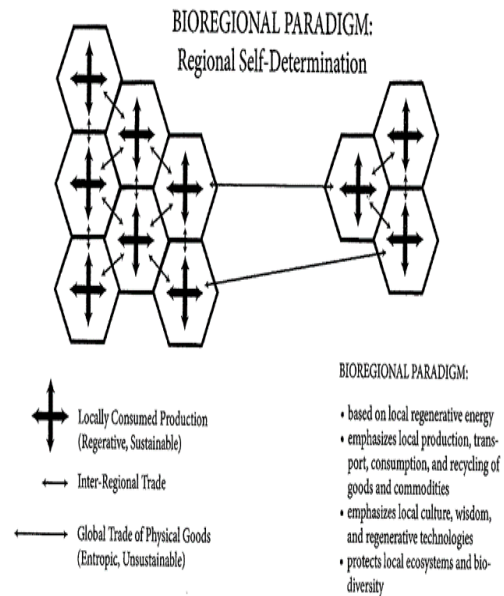 BIOREGIONAL PARADIGM:
Regional Self-Determination
Locally Consumed Production
(Regerative, Sustainable)
Inter-Regional Trade
Global Trade of Physical Goods
(Entropic, Unsustainable)
BIOREGIONAL PARADIGM:
• based on local regenerative energy
• emphasizes local production, trans-
port, consumption, and recycling of
goods and commodities
• emphasizes local culture, wisdom,
and regenerative technologies
• protects local ecosystems and bio-
diversity